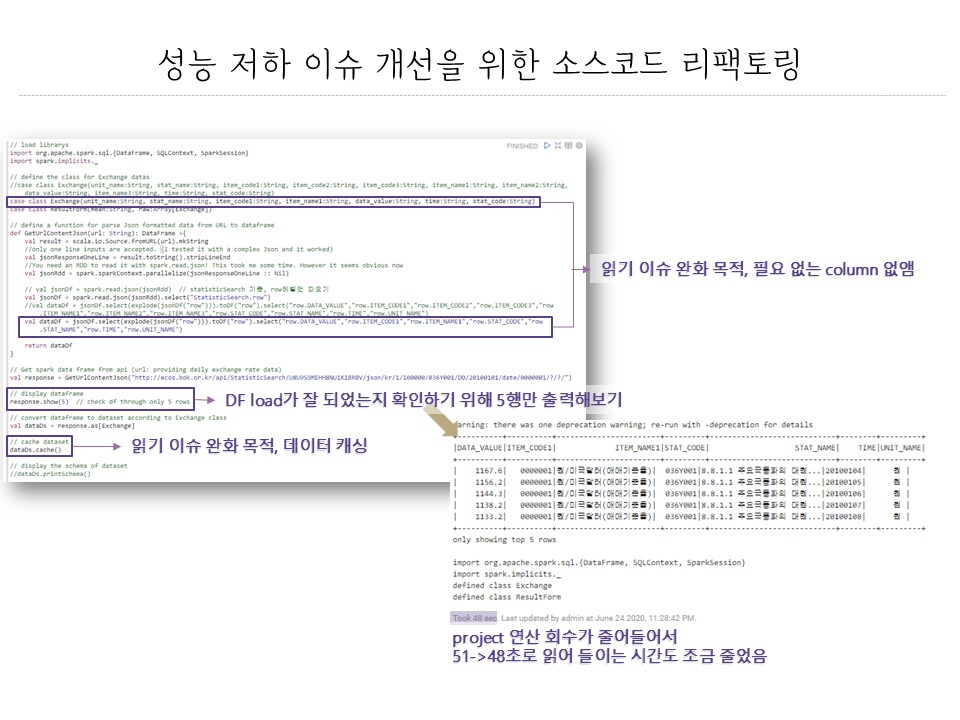 성능 저하 이슈 개선을 위한 소스코드 리팩토링
// load librarys
import org.apache.spark.sql.{DataFrame, SQLContext, SparkSession}
import spark.implicits._
FINISHED
// define the class for Exchange datas
//case class Exchange(unit_name:String, stat_name:String, item_code1:String, item_code2:String, item_code3:String, item_name1:String, item_name2:String,
data_value:String, item_name3:String, time:String, stat_code:String)
case class Exchange(unit_name:String, stat_name:String, item_code1:String, item_name1:String, data_value:String, time:String, stat_code:String)
case class ResultForm(mean:String, raw:Array[Exchange])
// define a function for parse Json formatted data from URL to dataframe
def GetUrlContentJson(url: String): DataFrame ={
val result = scala.io.Source.fromURL(url).mkString
//only one line inputs are accepted. (I tested it with a complex Json and it worked)
val jsonResponseOneLine = result.toString().stripLineEnd
//You need an RDD to read it with spark.read.json! This took me some time. However it seems obvious now
val jsonRdd = spark.sparkContext.parallelize(jsonResponseOneLine :: Nil)
// val jsonDf = spark.read.json(jsonRdd) // statisticSearch 기준, row레벨것 따오기
val jsonDf = spark.read.json(jsonRdd).select("StatisticSearch.row")
//val dataDf = jsonDf.select(explode(jsonDf("row"))).toDF("row").select("row.DATA_VALUE","row.ITEM_CODE1","row.ITEM_CODE2","row.ITEM_CODE3","row
.ITEM_NAME1","row.ITEM_NAME2","row.ITEM_NAME3","row.STAT_CODE","row.STAT_NAME","row.TIME","row.UNIT_NAME")
val dataDf = jsonDf.select(explode(jsonDf("row"))).toDF("row").select("row.DATA_VALUE","row.ITEM_CODE1","row.ITEM_NAME1","row.STAT_CODE","row
.STAT_NAME","row.TIME","row.UNIT_NAME")
읽기 이슈 완화 목적, 필요 없는 column 없앰
return dataDf
}
// Get spark data frame from api (url: providing daily exchange rate data)
val response = GetUrlContentJson("http://ecos.bok.or.kr/api/StatisticSearch/
// display dataframe
response.show(5) // check df through only 5 rows
DF load가 잘 되었는지 확인하기 위해 5행만 출력해보기
// convert dataframe to dataset according to Exchange class
val dataDs = response.as[Exchange]
// cache dataset
dataDs.cache()
읽기 이슈 완화 목적, 데이터 캐싱
// display the schema of dataset
//dataDs.printSchema()
warning: there was one deprecation warning; re-run with -deprecation for details
|DATA_VALUE|ITEM_CODE1| ITEM_NAME1|STAT_CODE| STAT_NAME| TIME|UNIT_NAME|
| 1167.6| 0000001|원/미국달러(매매기준율)| 036Y001|8.8.1.1 주요국통화의 대원...|20100104| 원 |
| 1156.2| 0000001|원/미국달러(매매기준율)| 036Y001|8.8.1.1 주요국통화의 대원...|20100105| 원 |
| 1144.3| 0000001|원/미국달러(매매기준율)| 036Y001|8.8.1.1 주요국통화의 대원...|20100106| 원 |
| 1138.2| 0000001|원/미국달러(매매기준율)| 036Y001|8.8.1.1 주요국통화의 대원...|20100107| 원 |
| 1133.2| 0000001|원/미국달러(매매기준율)| 036Y001|8.8.1.1 주요국통화의 대원...|20100108| 원 |
only showing top 5 rows
import org.apache.spark.sql.{DataFrame, SQLContext, SparkSession}
import spark.implicits._
defined class Exchange
defined class ResultForm
Took 48 sec. Last updated by admin at June 24 2020, 11:28:42 PM.
project 연산 회수가 줄어들어서
51->48초로 읽어 들이는 시간도 조금 줄었음